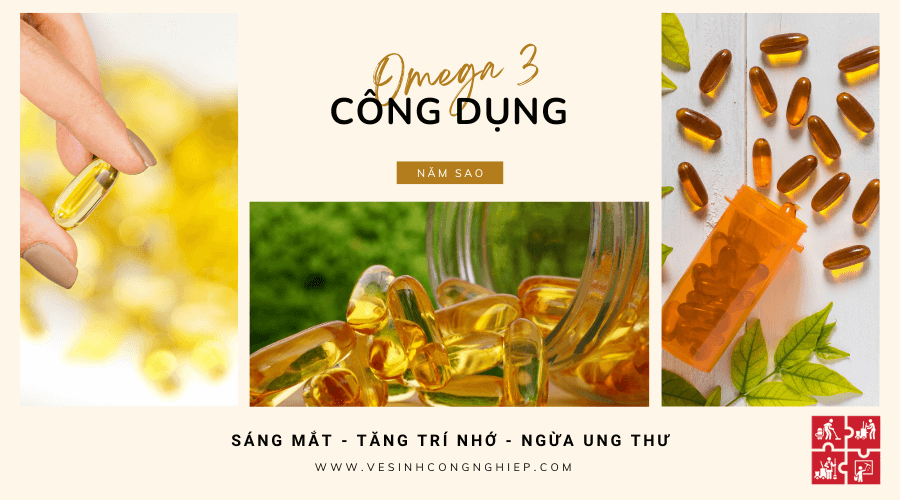 Omega 3
CÔNG DỤNG
NĂM SAO
SÁNG MẮT - TĂNG TRÍ NHỚ - NGỪA UNG THƯ
WWW.VESINHCONGNGHIEP.COM